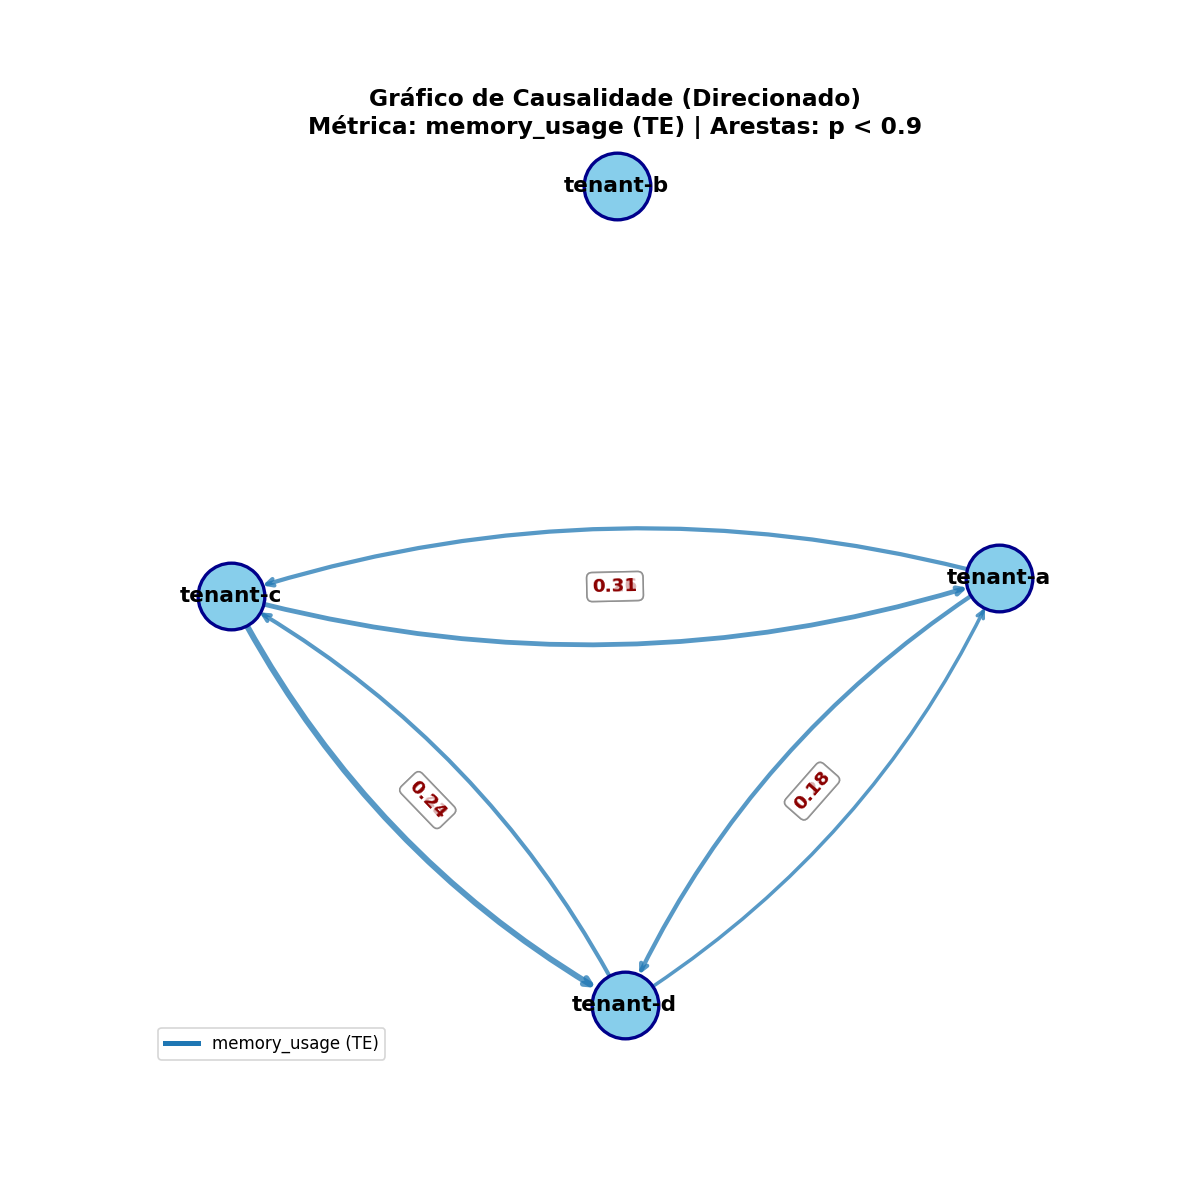 Gráfico de Causalidade (Direcionado)
Métrica: memory_usage (TE) | Arestas: p < 0.9
tenant-b
tenant-a
0.31
tenant-c
0.18
0.24
tenant-d
memory_usage (TE)